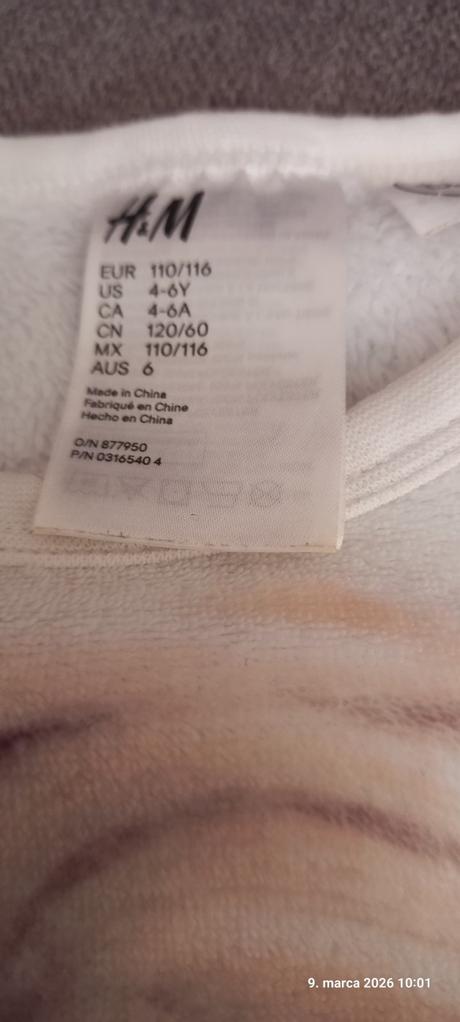 H&M
EUR 110/116
US 4-6Y
CA 4-6A
CN 120/60
MX 110/116
AUS 6
Made in China
Fabriqué en Chine
Hecho en China
O/N 877950
P/N 0316540 4
9. marca 2026 10:01